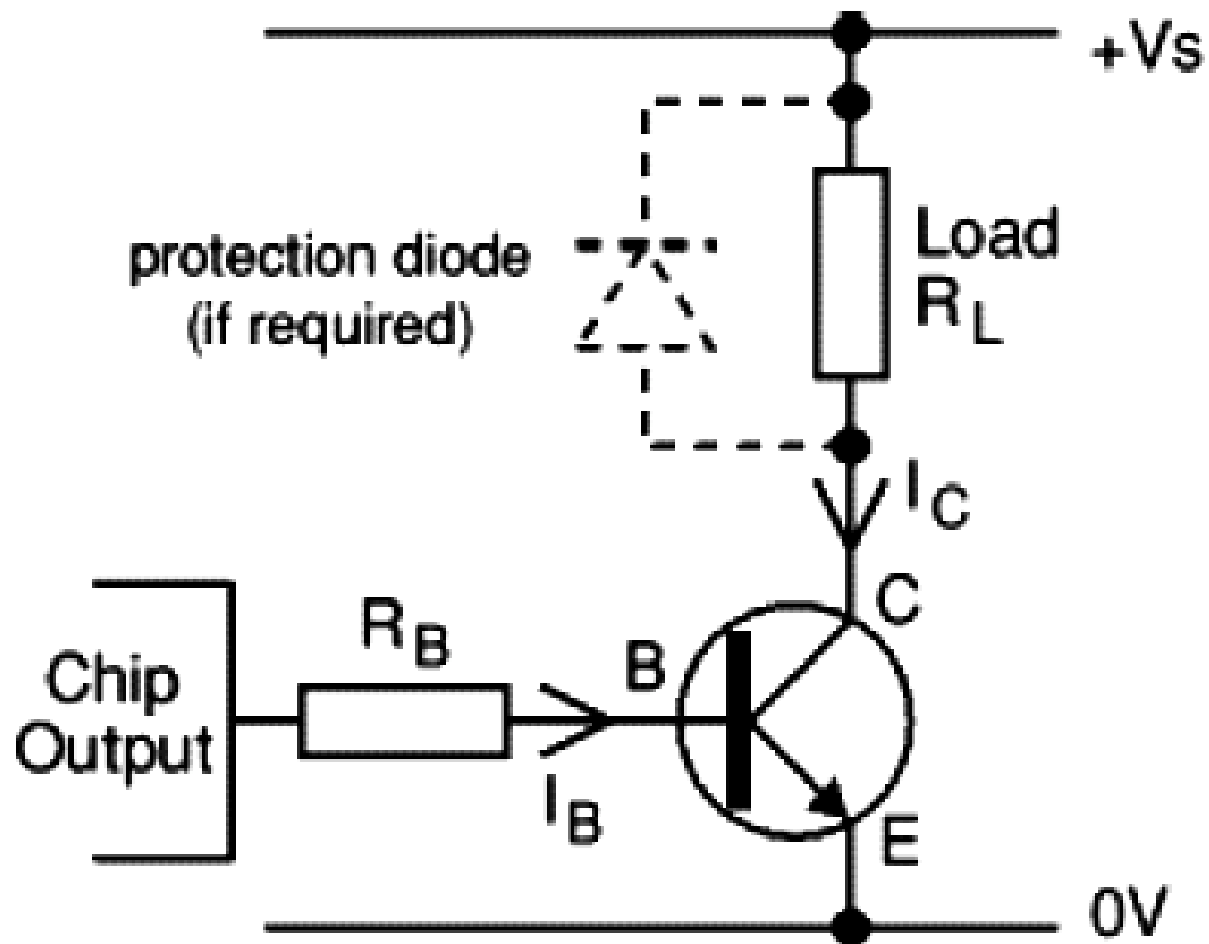 +Vs
protection diode
(if required)
Load
R L
I C
C
R B
B
Chip
Output
I B
E
0V